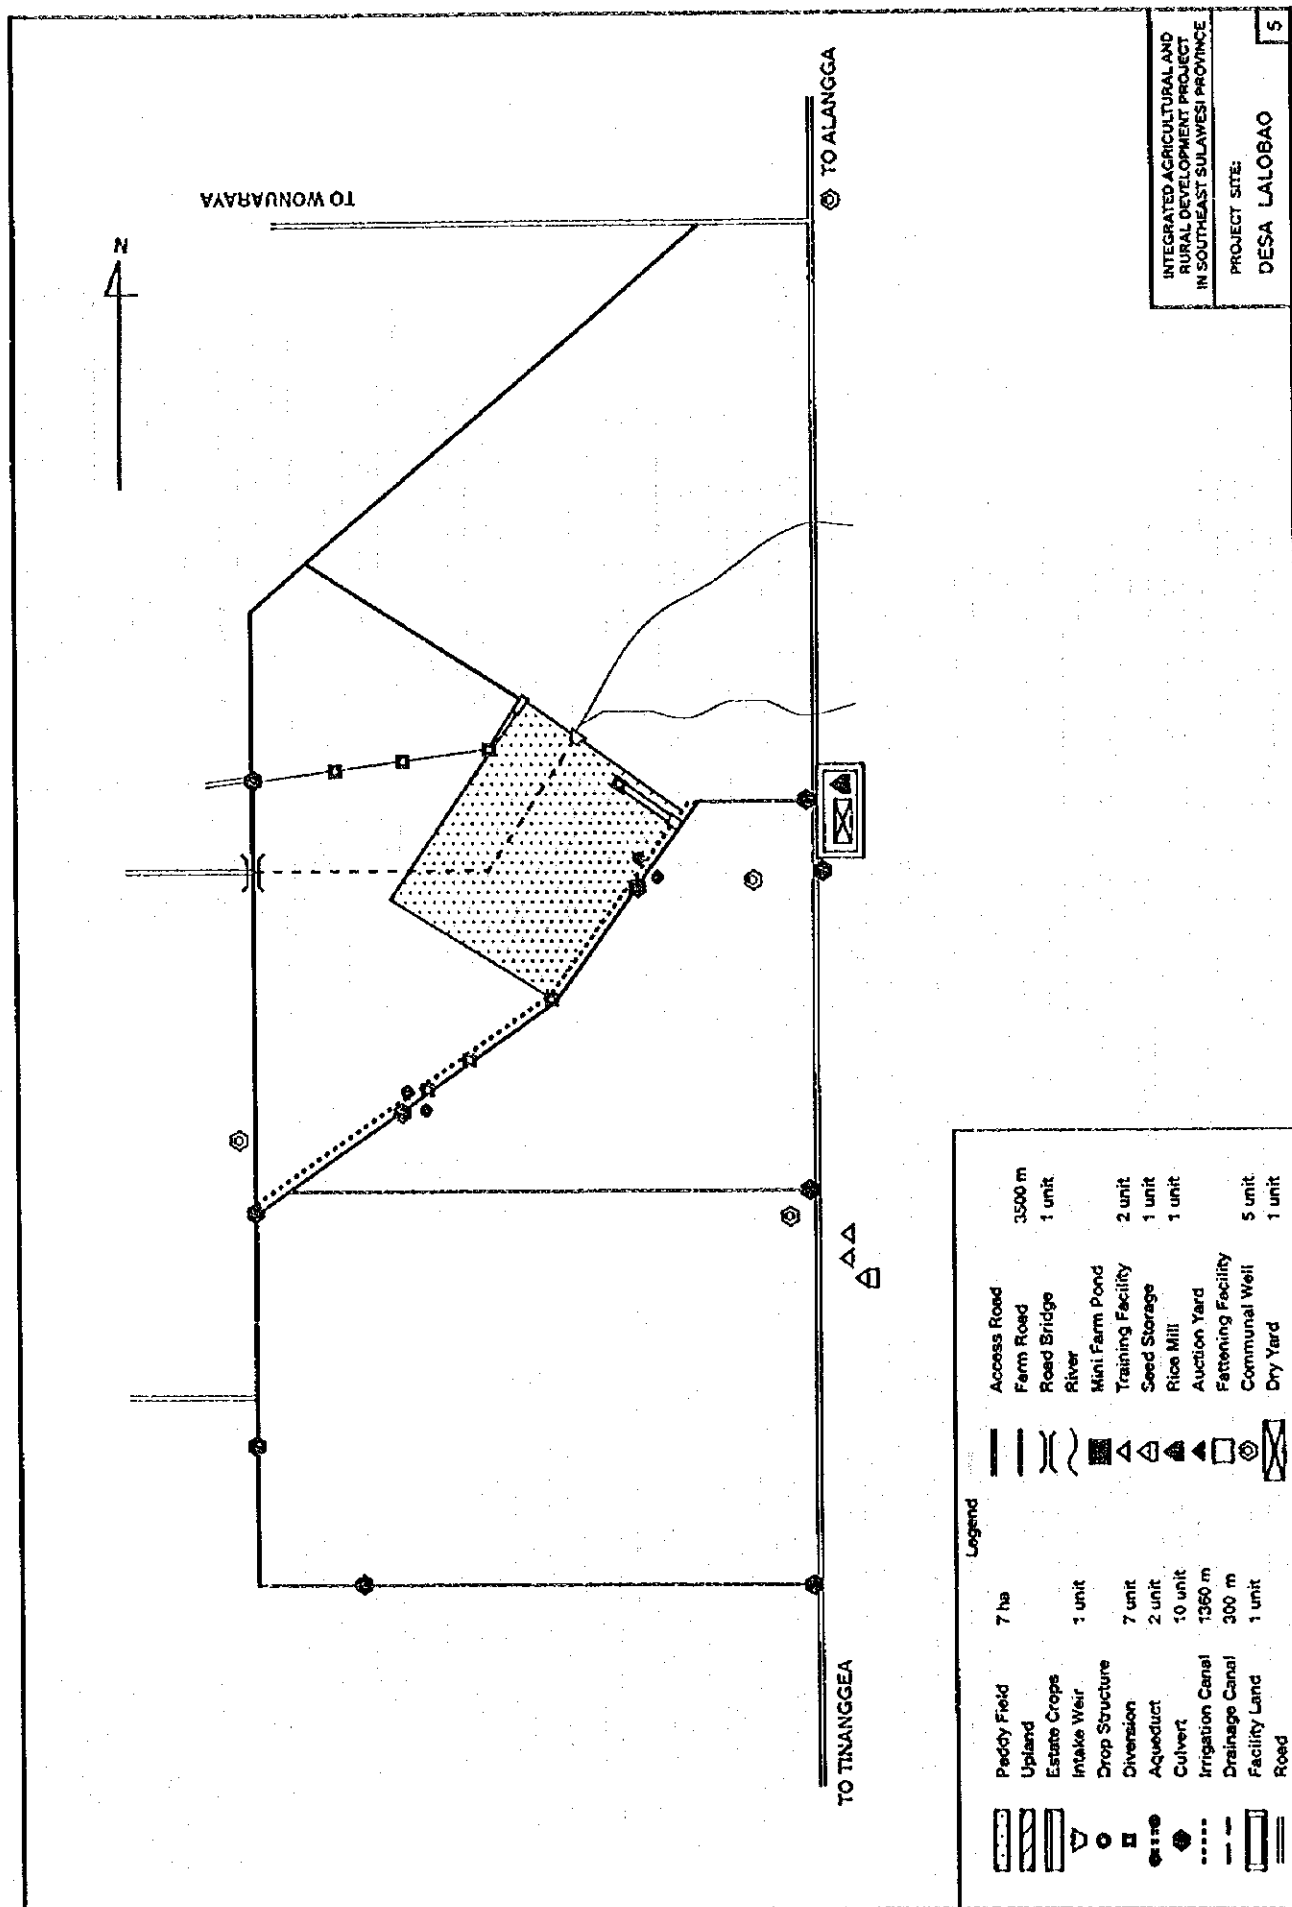 TO WONUARAYA
N
TO ALANGGA
TO TINANGGEA
INTEGRATED AGRICULTURAL AND
RURAL DEVELOPMENT PROJECT
IN SOUTHEAST SULAWESI PROVINCE
PROJECT SITE:
DESA LALOBAO
5
Legend
Paddy Field 7 ha
Upland
Estate Crops
Intake Weir 1 unit
Drop Structure
Diversion 7 unit
Aqueduct 2 unit
Culvert 10 unit
Irrigation Canal 1360 m
Drainage Canal 300 m
Facility Land 1 unit
Road
Access Road
Farm Road 3500 m
Road Bridge 1 unit
River
Mini Farm Pond
Training Facility 2 unit
Seed Storage 1 unit
Rice Mill 1 unit
Auction Yard
Fattening Facility
Communal Well 5 unit
Dry Yard 1 unit